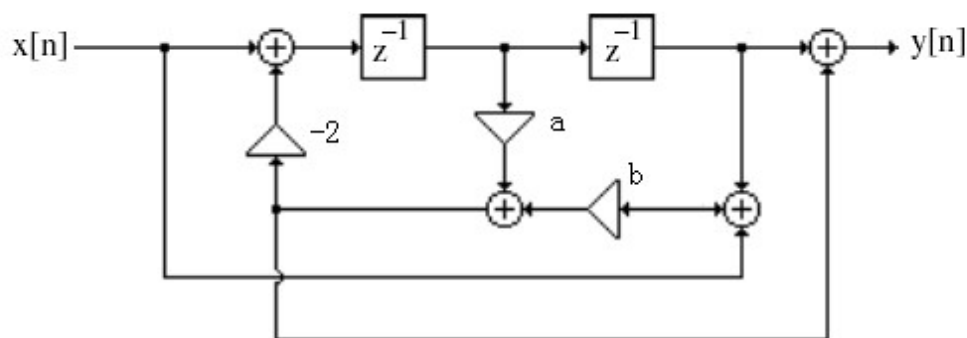 x[n] + z⁻¹ z⁻¹ + y[n]
-2 a
b
+ +